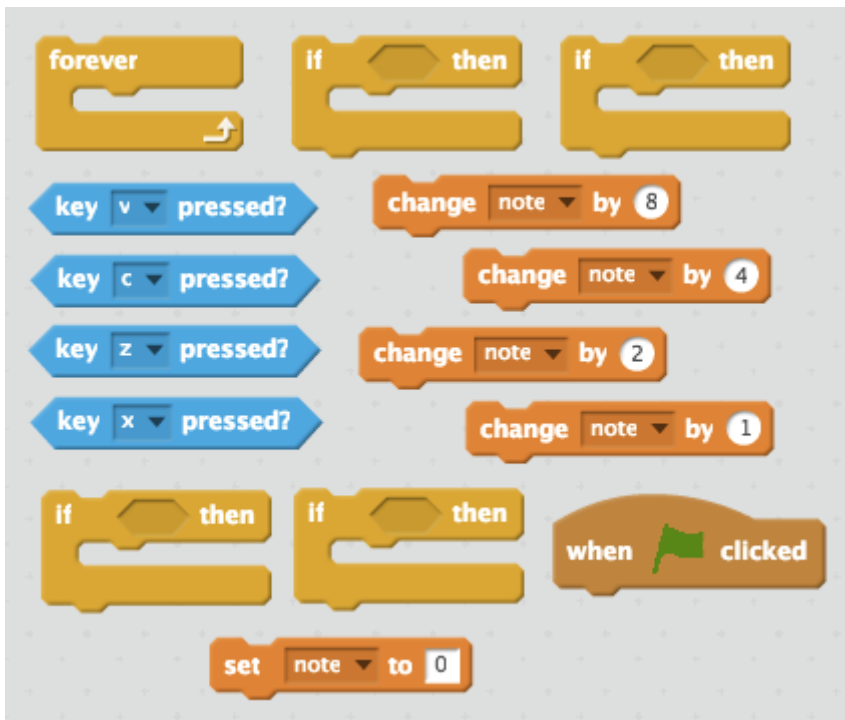 forever if then if then
key v pressed? change note by 8
key c pressed? change note by 4
key z pressed? change note by 2
key x pressed? change note by 1
if then if then
when clicked
set note to 0